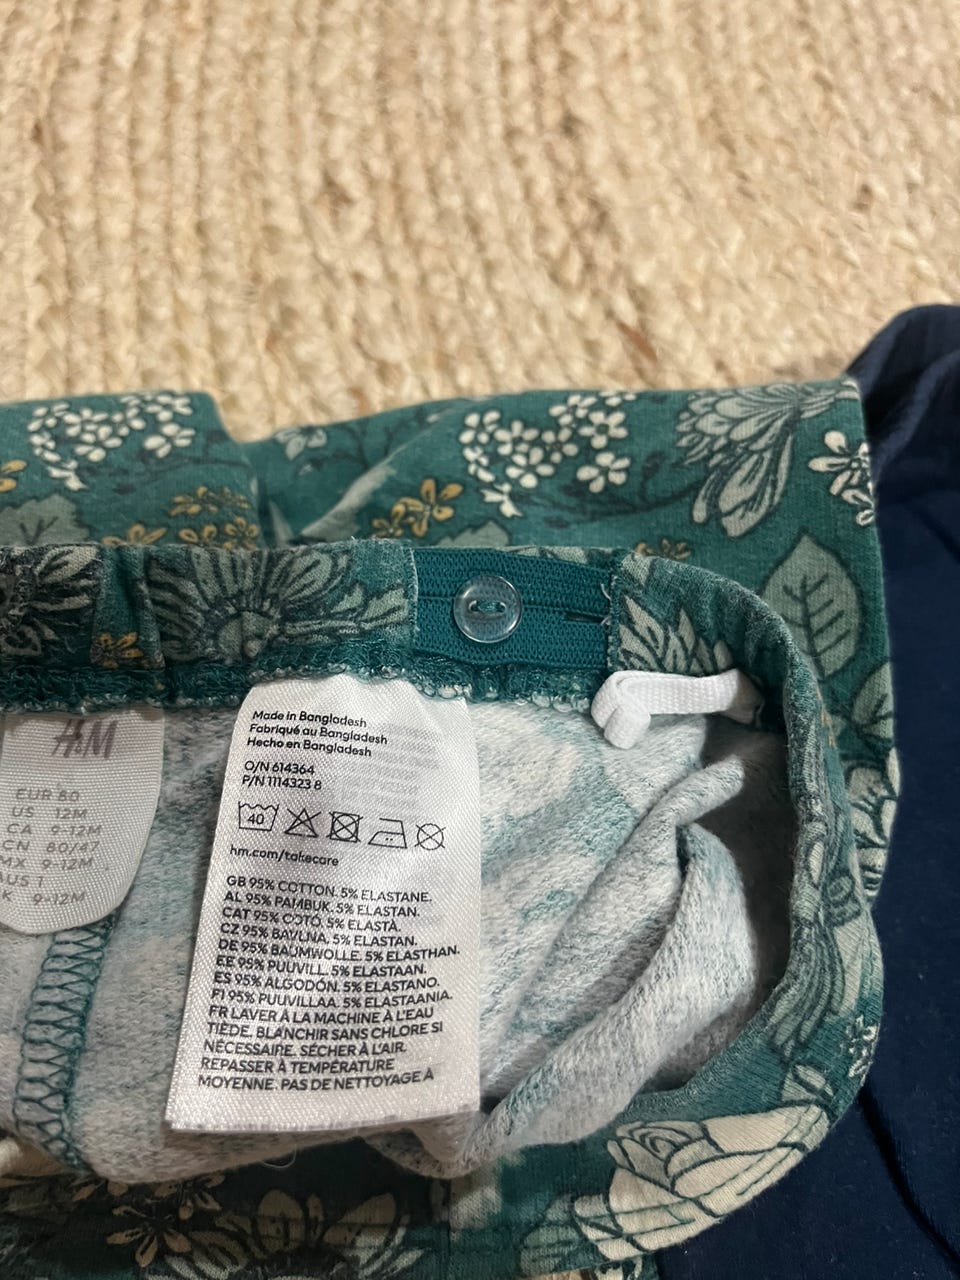 H&M
EUR 80
US 12M
CA 9-12M
CN 80/47
MX 9-12M
AUS 1
K 9-12M
Made in Bangladesh
Fabriqué au Bangladesh
Hecho en Bangladesh
O/N 614364
P/N 1114323 8
40
hm.com/takecare
GB 95% COTTON. 5% ELASTANE.
AL 95% PAMBUK. 5% ELASTAN.
CAT 95% COTÓ. 5% ELASTÀ.
CZ 95% BAVLNA. 5% ELASTAN.
DE 95% BAUMWOLLE. 5% ELASTHAN.
EE 95% PUUVILL. 5% ELASTAAN.
ES 95% ALGODÓN. 5% ELASTANO.
FI 95% PUUVILLAA. 5% ELASTAANIA.
FR LAVER À LA MACHINE À L'EAU
TIÈDE. BLANCHIR SANS CHLORE SI
NÉCESSAIRE. SÉCHER À L'AIR.
REPASSER À TEMPÉRATURE
MOYENNE. PAS DE NETTOYAGE À